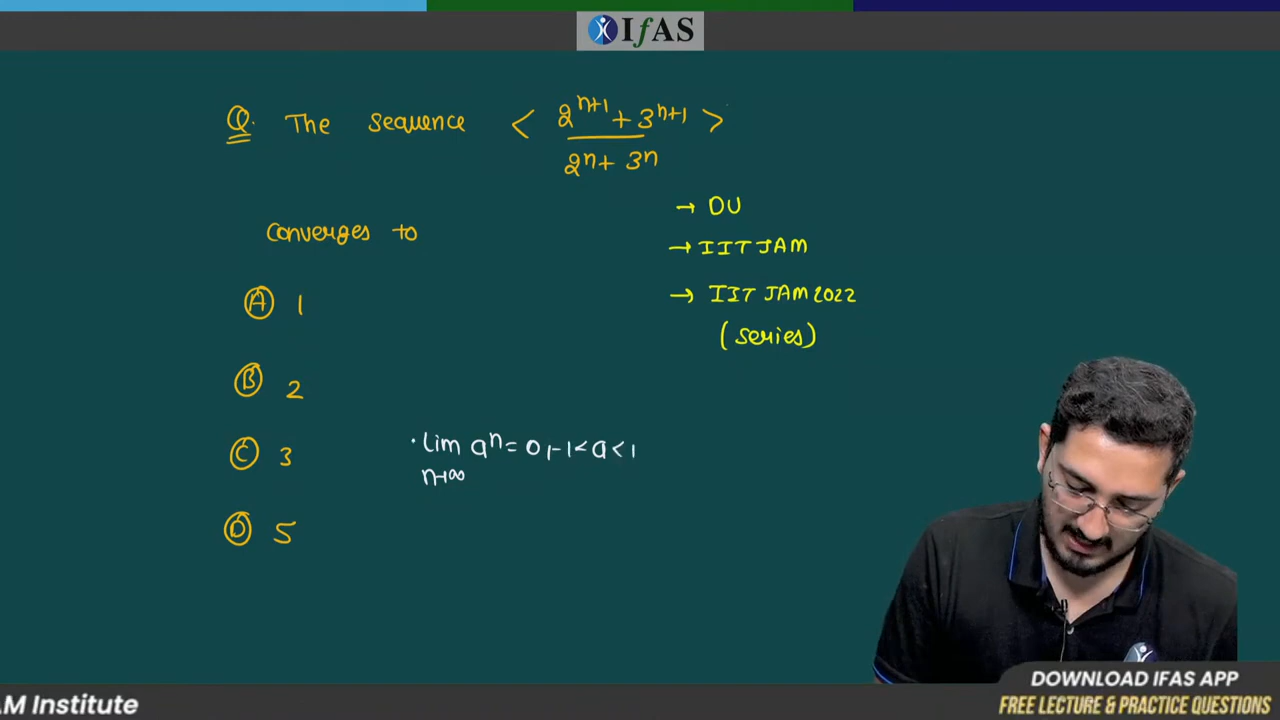 IfAS
Q. The sequence < 2^{n+1} + 3^{n+1} / 2^n + 3^n >
→ DU
Converges to
→ IIT JAM
→ IIT JAM 2022
(series)
A 1
B 2
C 3
• lim a^n = 0, -1 < a < 1
n→∞
D 5
DOWNLOAD IFAS APP
FREE LECTURE & PRACTICE QUESTIONS
AM Institute